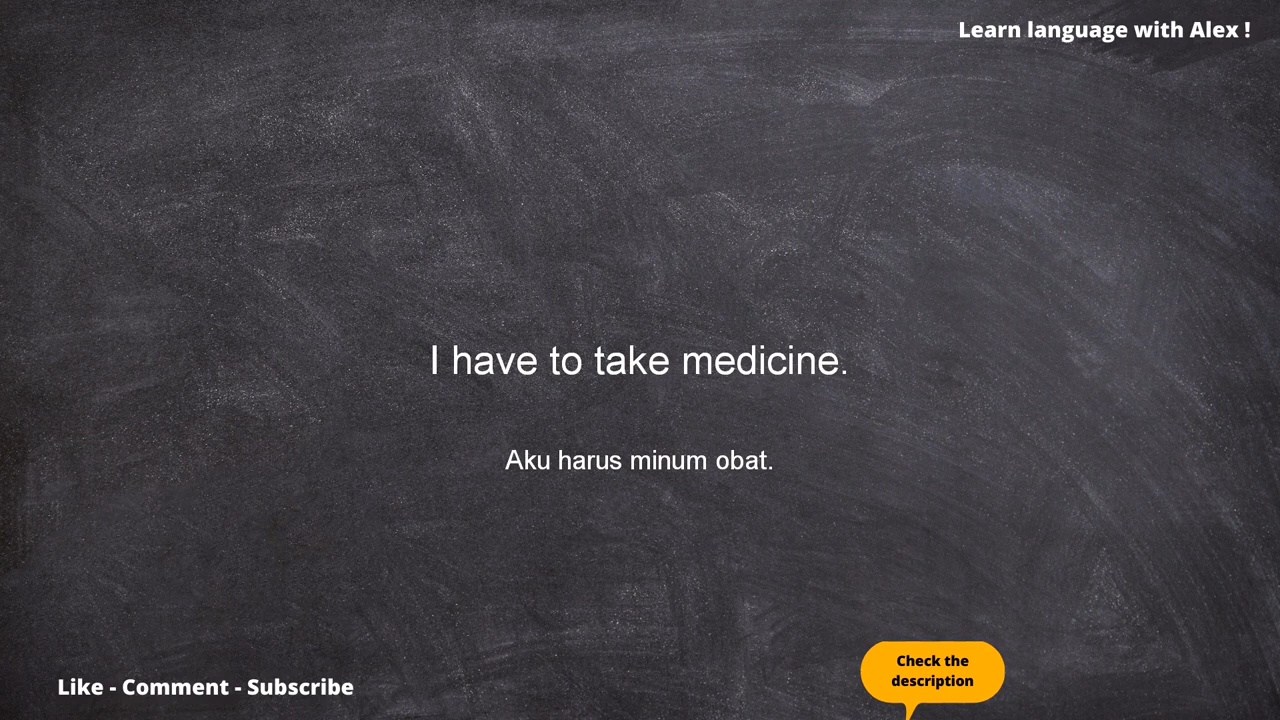 Learn language with Alex !
I have to take medicine.
Aku harus minum obat.
Check the
description
Like - Comment - Subscribe